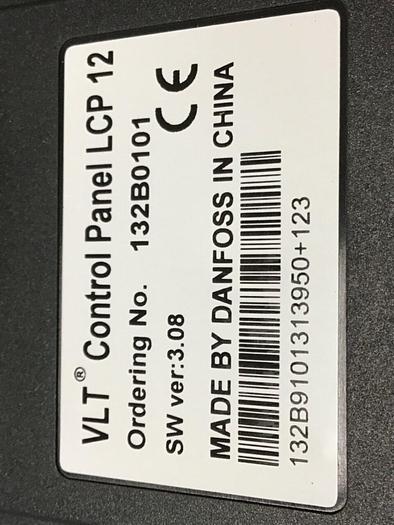 VLT® Control Panel LCP 12
Ordering No. 132B0101
SW ver:3.08 CE
MADE BY DANFOSS IN CHINA
132B9101313950+123